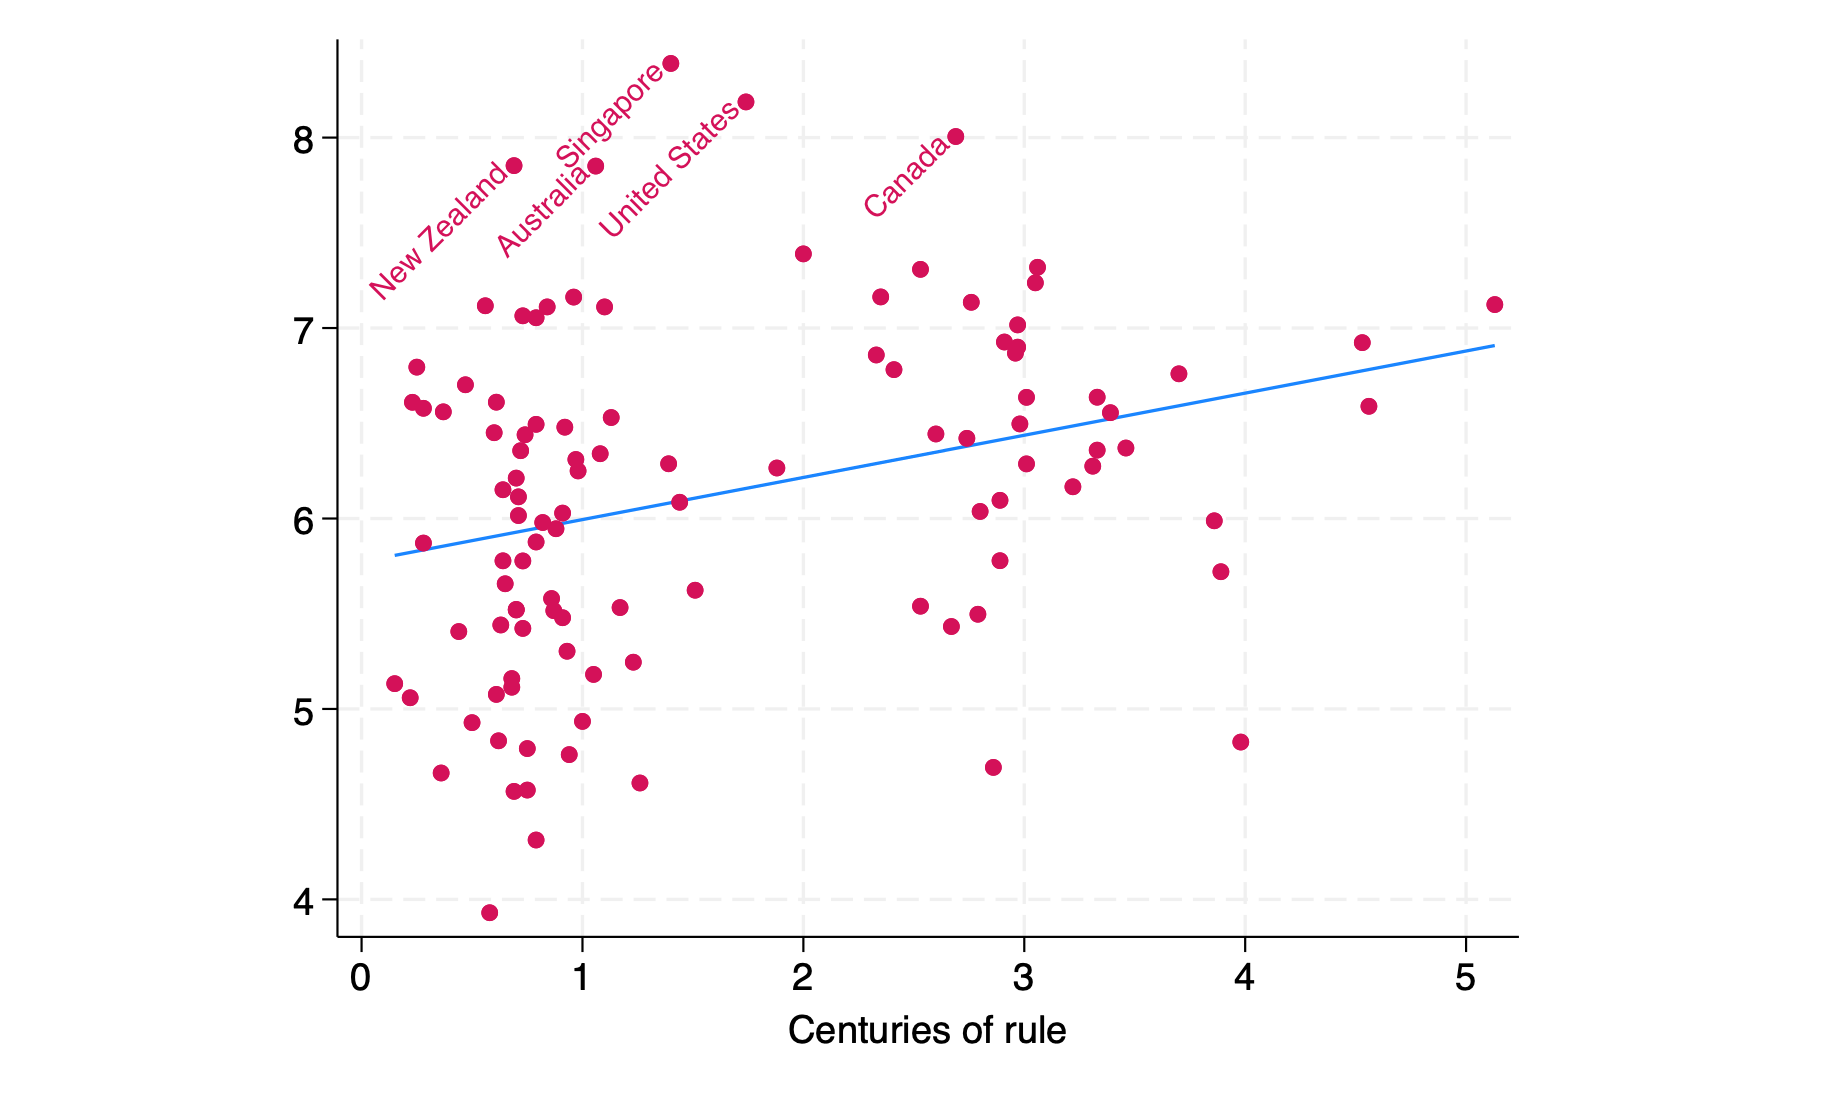 Singapore
United States
Canada
New Zealand
Australia
8
7
6
5
4
0 1 2 3 4 5
Centuries of rule